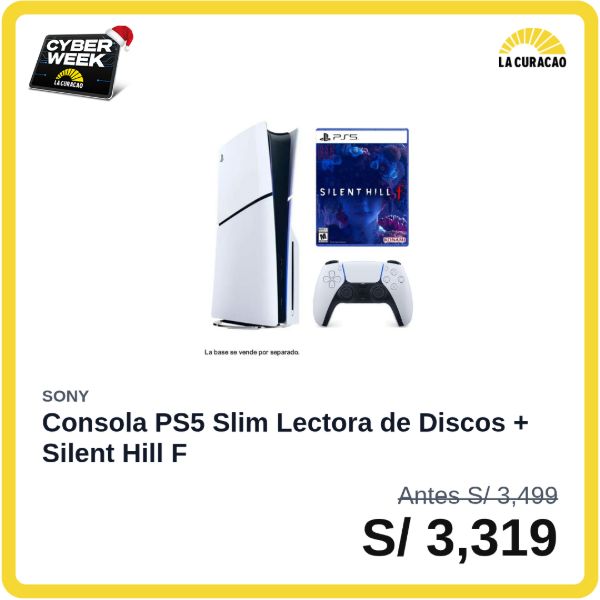 CYBER
WEEK
LA CURACAO
LA CURACAO
PS5
SILENT HILL f
KONAMI
La base se vende por separado.
SONY
Consola PS5 Slim Lectora de Discos +
Silent Hill F
Antes S/ 3,499
S/ 3,319